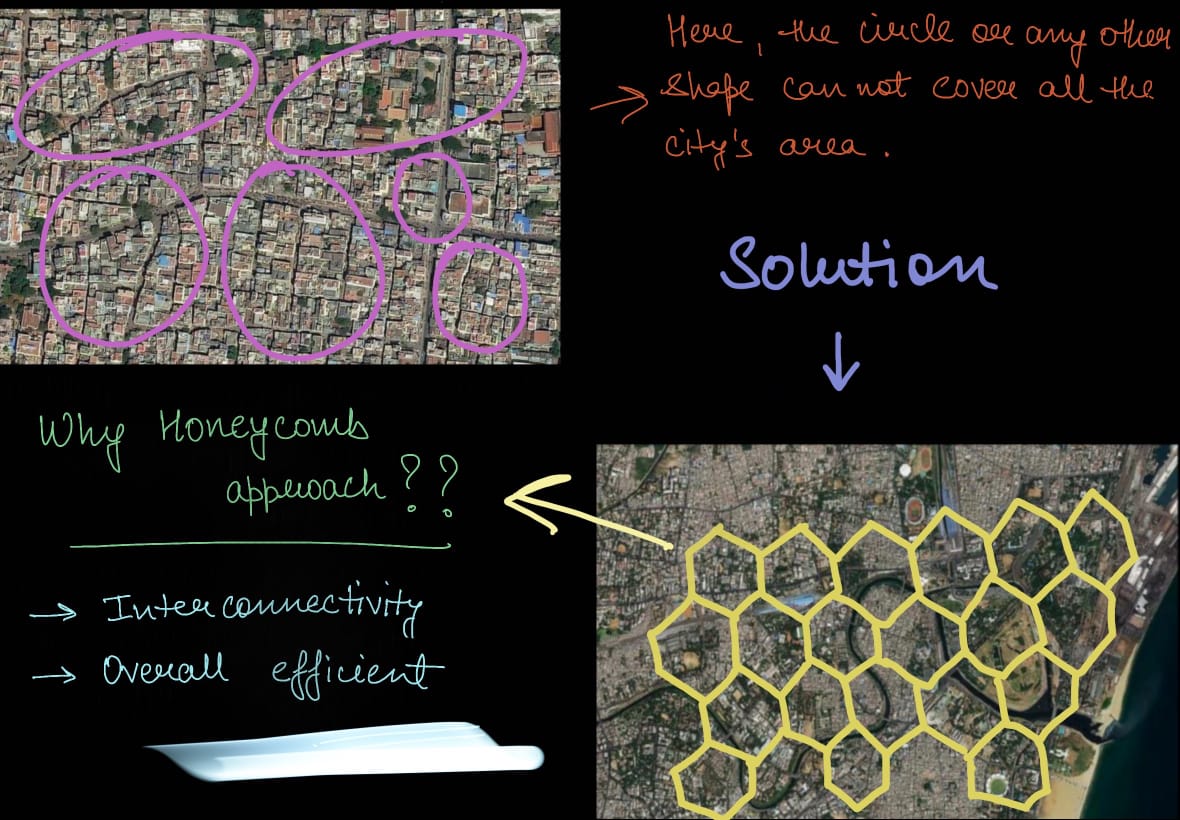 Here, the circle or any other
→ shape can not cover all the
city's area.
Solution
↓
Why Honeycomb
approach??
→ Interconnectivity
→ Overall efficient